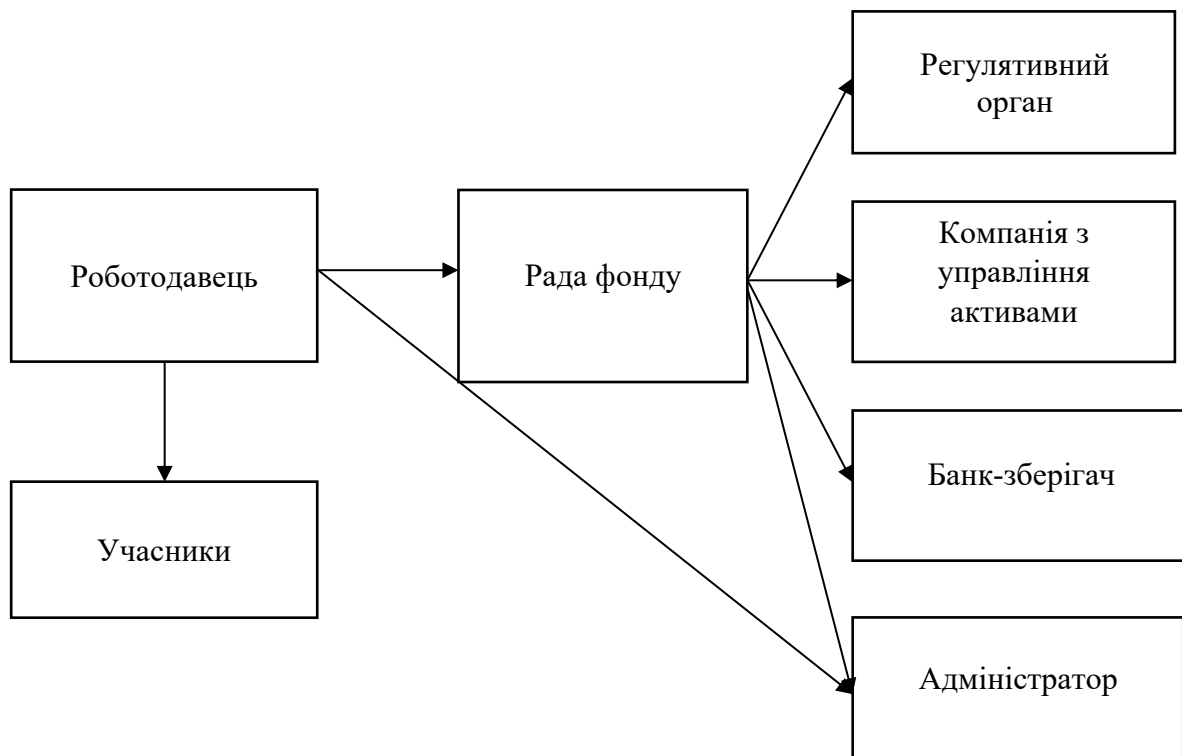 Регулятивний
орган
Роботодавець
Рада фонду
Компанія з
управління
активами
Банк-зберігач
Учасники
Адміністратор